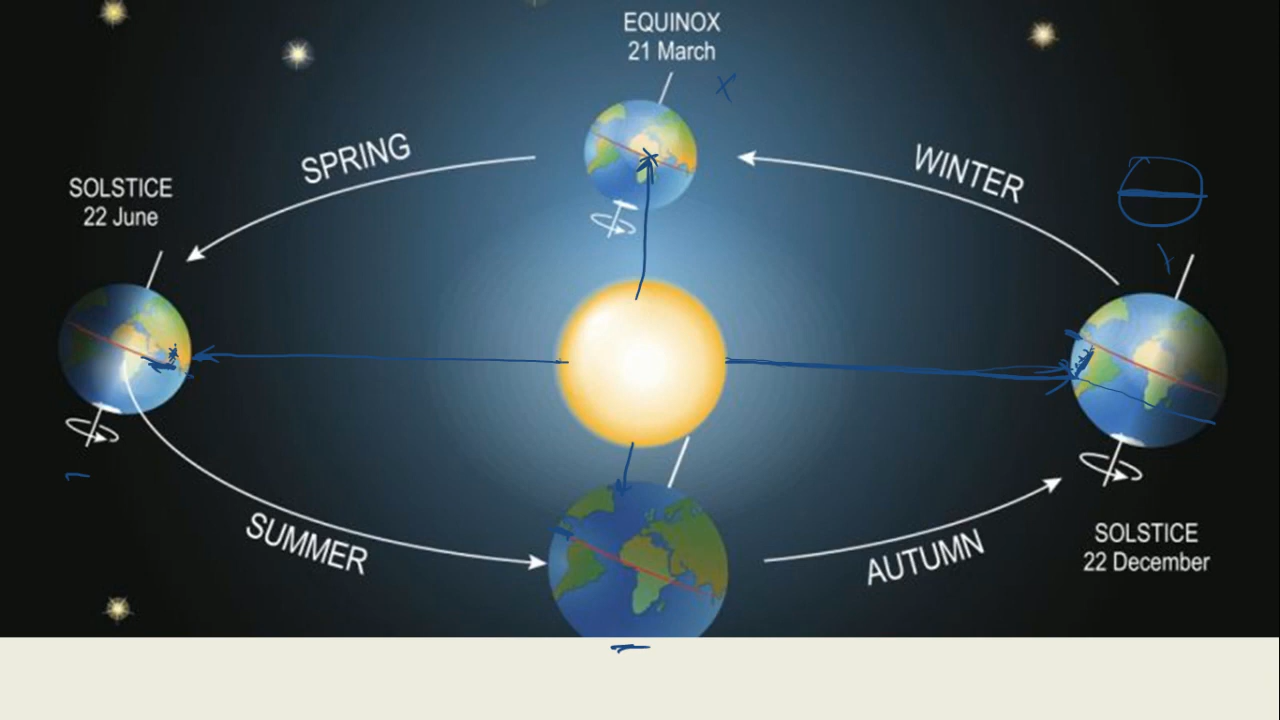 EQUINOX
21 March
SPRING
WINTER
SOLSTICE
22 June
SUMMER
AUTUMN
SOLSTICE
22 December